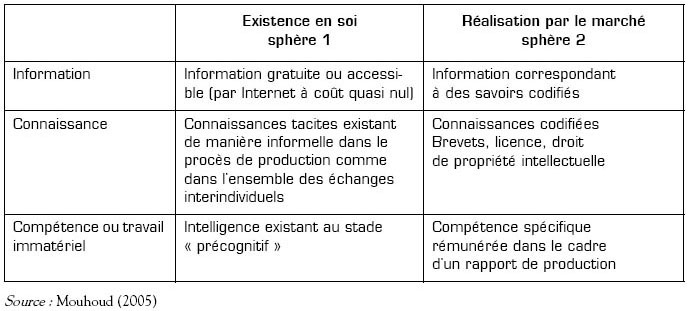 Existence en soi
sphère 1
Réalisation par le marché
sphère 2
Information
Information gratuite ou accessi-
ble (par Internet à coût quasi nul)
Information correspondant
à des savoirs codifiés
Connaissance
Connaissances tacites existant
de manière informelle dans le
procès de production comme
dans l'ensemble des échanges
interindividuels
Connaissances codifiées
Brevets, licence, droit
de propriété intellectuelle
Compétence ou travail
immatériel
Intelligence existant au stade
« précognitif »
Compétence spécifique
rémunérée dans le cadre
d'un rapport de production
Source : Mouhoud (2005)